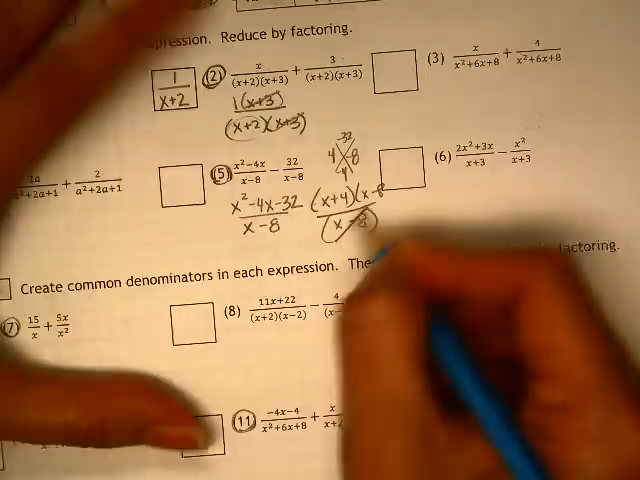 expression. Reduce by factoring.
1/(x+2) (2) x/((x+2)(x+3)) + 3/((x+2)(x+3)) (3) x/(x²+6x+8) + 4/(x²+6x+8)
1(x+3)/((x+2)(x+3))
3a/(a²+2a+1) + 2/(a²+2a+1) (5) (x²-4x)/(x-8) - 32/(x-8) (6) (2x²+3x)/(x+3) - x²/(x+3)
-32
4 -8
-4
(x²-4x-32)/(x-8) (x+4)(x-8)/(x-8)
Create common denominators in each expression. The factoring.
(7) 15/x + 5x/x² (8) (11x+22)/((x+2)(x-2)) - 4/(x-
(11) (-4x-4)/(x²+6x+8) + x/(x+2